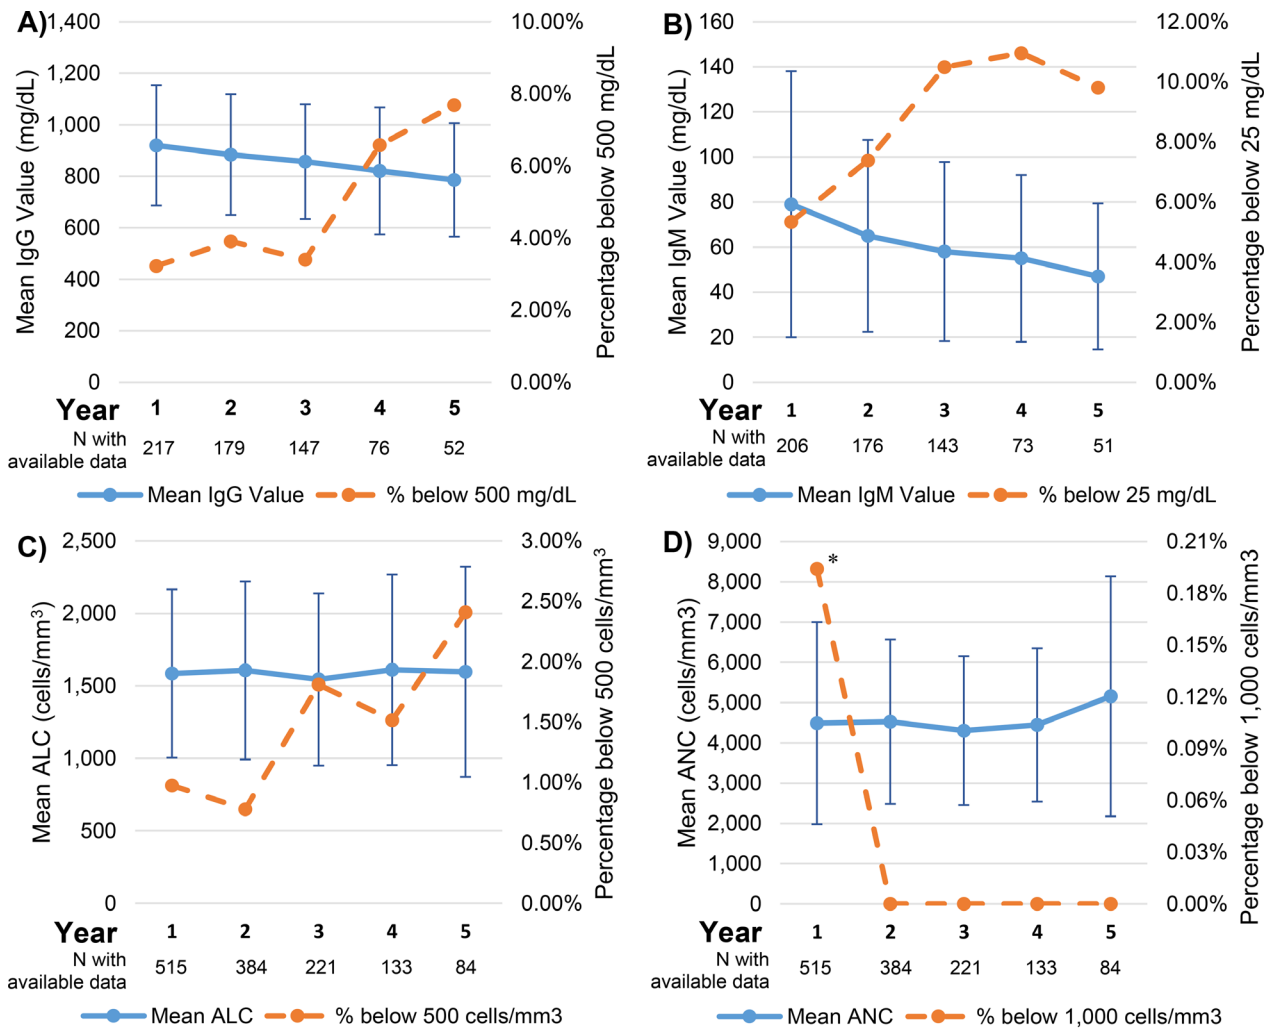 A)
1,400
1,200
1,000
800
600
400
200
0
Mean IgG Value (mg/dL)
10.00%
8.00%
6.00%
4.00%
2.00%
0.00%
Percentage below 500 mg/dL
Year 1 2 3 4 5
N with
available data 217 179 147 76 52
Mean IgG Value % below 500 mg/dL
B)
160
140
120
100
80
60
40
20
0
Mean IgM Value (mg/dL)
12.00%
10.00%
8.00%
6.00%
4.00%
2.00%
0.00%
Percentage below 25 mg/dL
Year 1 2 3 4 5
N with
available data 206 176 143 73 51
Mean IgM Value % below 25 mg/dL
C)
2,500
2,000
1,500
1,000
500
0
Mean ALC (cells/mm³)
3.00%
2.50%
2.00%
1.50%
1.00%
0.50%
0.00%
Percentage below 500 cells/mm³
Year 1 2 3 4 5
N with
available data 515 384 221 133 84
Mean ALC % below 500 cells/mm3
D)
9,000
8,000
7,000
6,000
5,000
4,000
3,000
2,000
1,000
0
Mean ANC (cells/mm3)
*
0.21%
0.18%
0.15%
0.12%
0.09%
0.06%
0.03%
0.00%
Percentage below 1,000 cells/mm3
Year 1 2 3 4 5
N with
available data 515 384 221 133 84
Mean ANC % below 1,000 cells/mm3